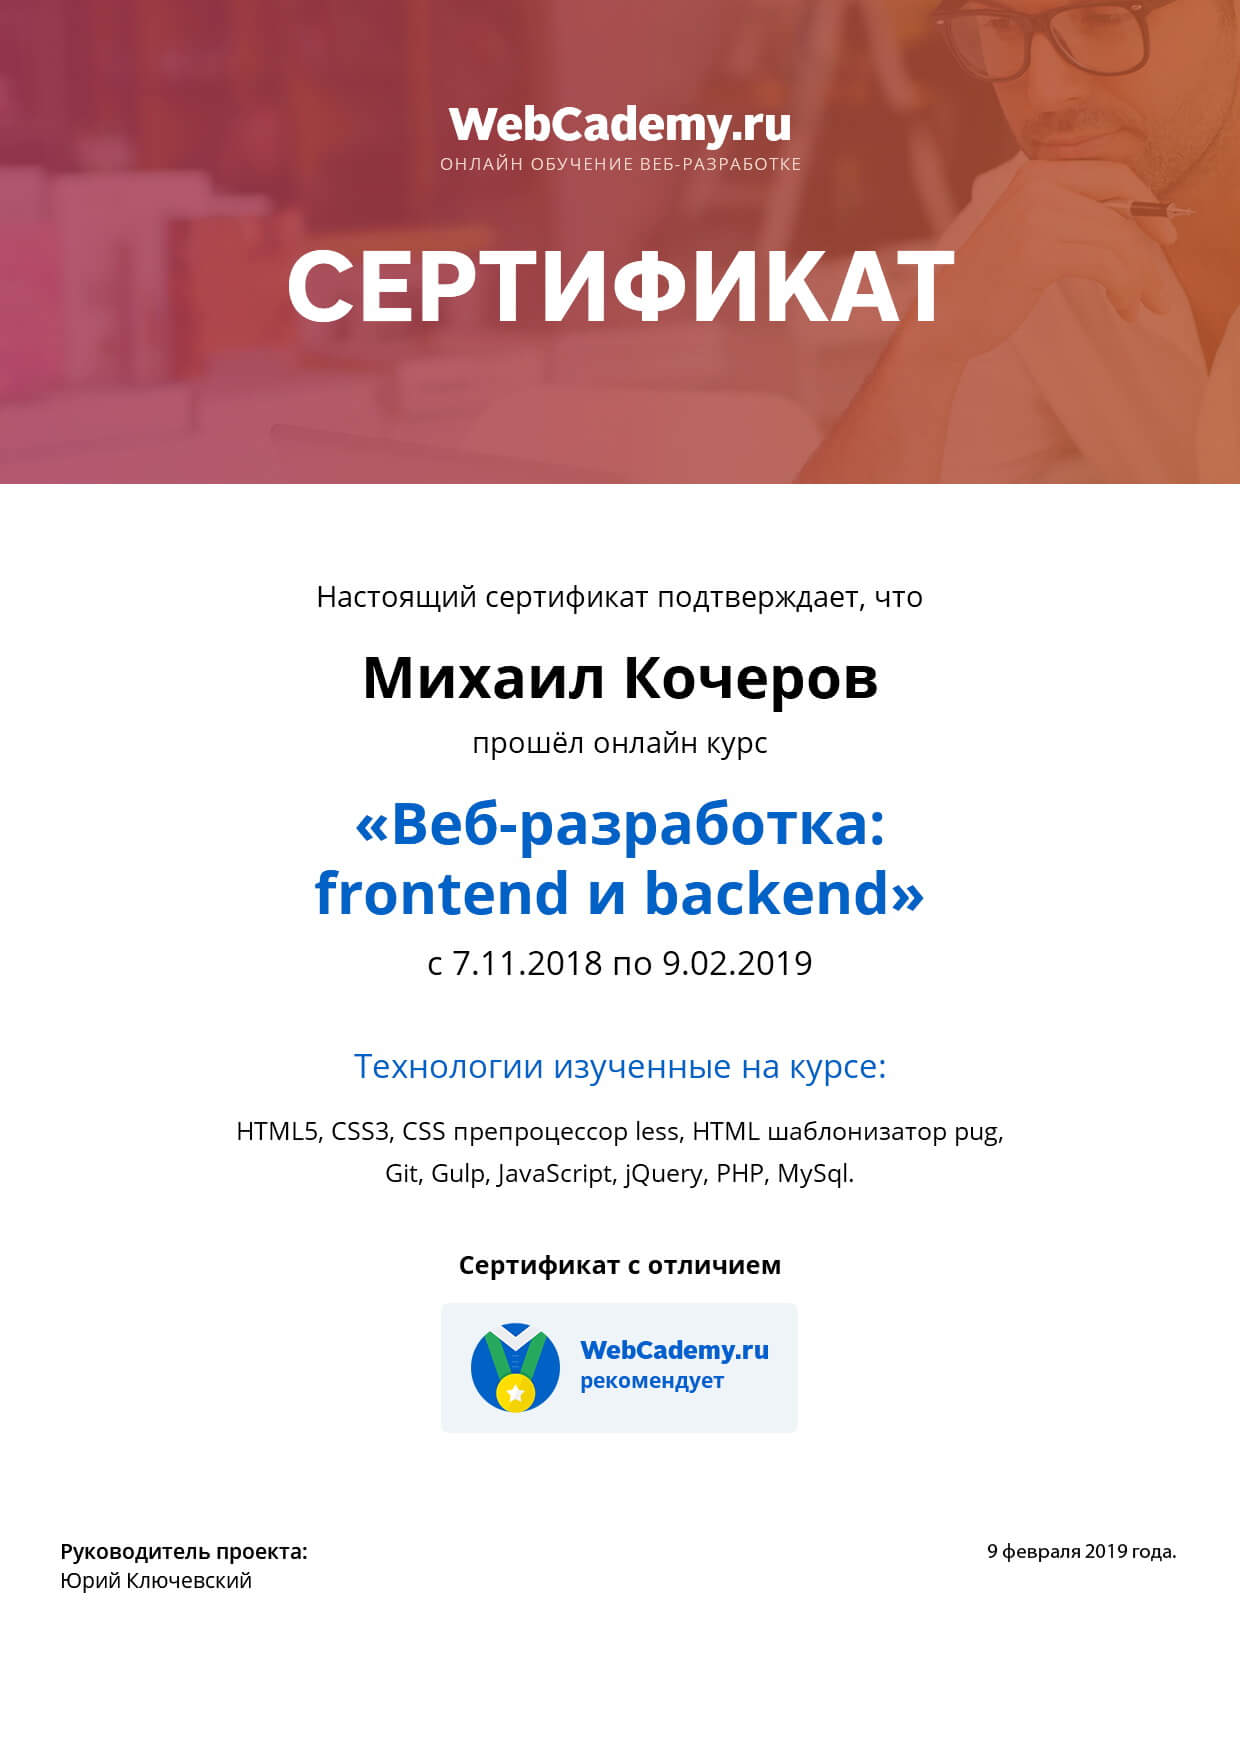 WebCademy.ru
ОНЛАЙН ОБУЧЕНИЕ ВЕБ-РАЗРАБОТКЕ
СЕРТИФИКАТ
Настоящий сертификат подтверждает, что
Михаил Кочеров
прошёл онлайн курс
«Веб-разработка:
frontend и backend»
с 7.11.2018 по 9.02.2019
Технологии изученные на курсе:
HTML5, CSS3, CSS препроцессор less, HTML шаблонизатор pug,
Git, Gulp, JavaScript, jQuery, PHP, MySql.
Сертификат с отличием
WebCademy.ru
рекомендует
Руководитель проекта:
Юрий Ключевский
9 февраля 2019 года.